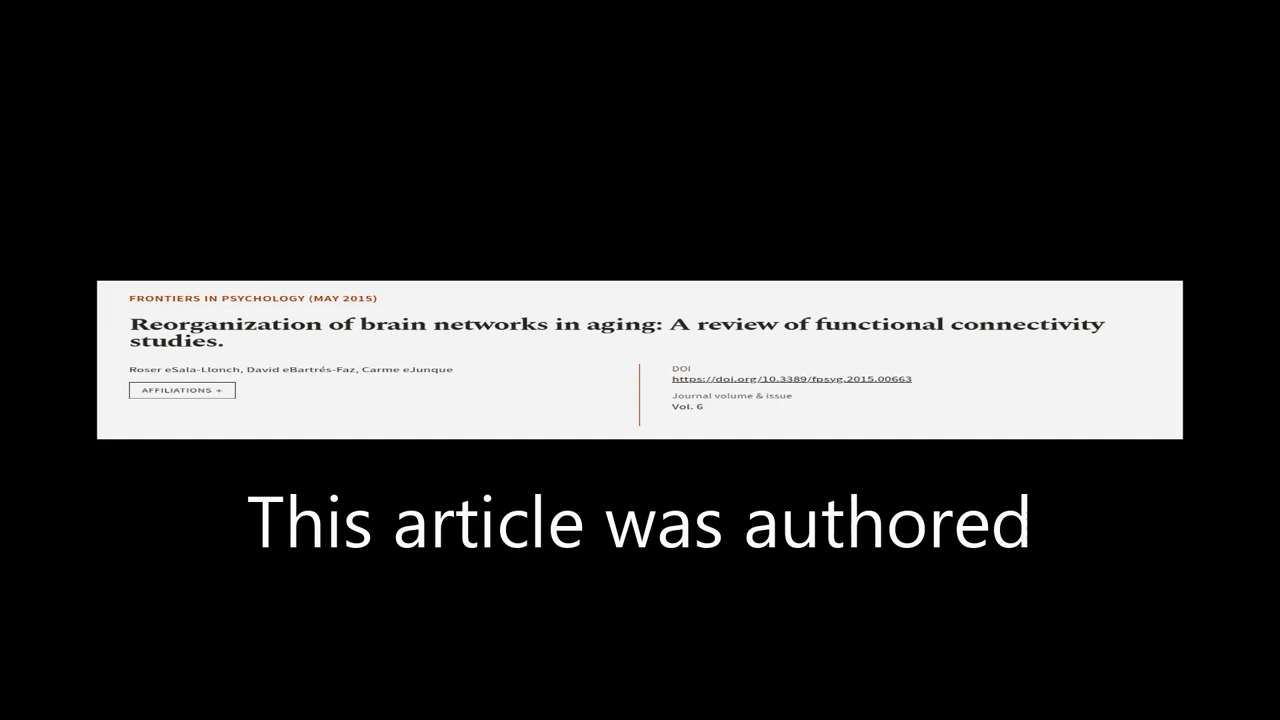 FRONTIERS IN PSYCHOLOGY (MAY 2015)
Reorganization of brain networks in aging: A review of functional connectivity
studies.
Roser eSala-Llonch, David eBartrés-Faz, Carme eJunque
AFFILIATIONS +
DOI
https://doi.org/10.3389/fpsyg.2015.00663
Journal volume & issue
Vol. 6
This article was authored